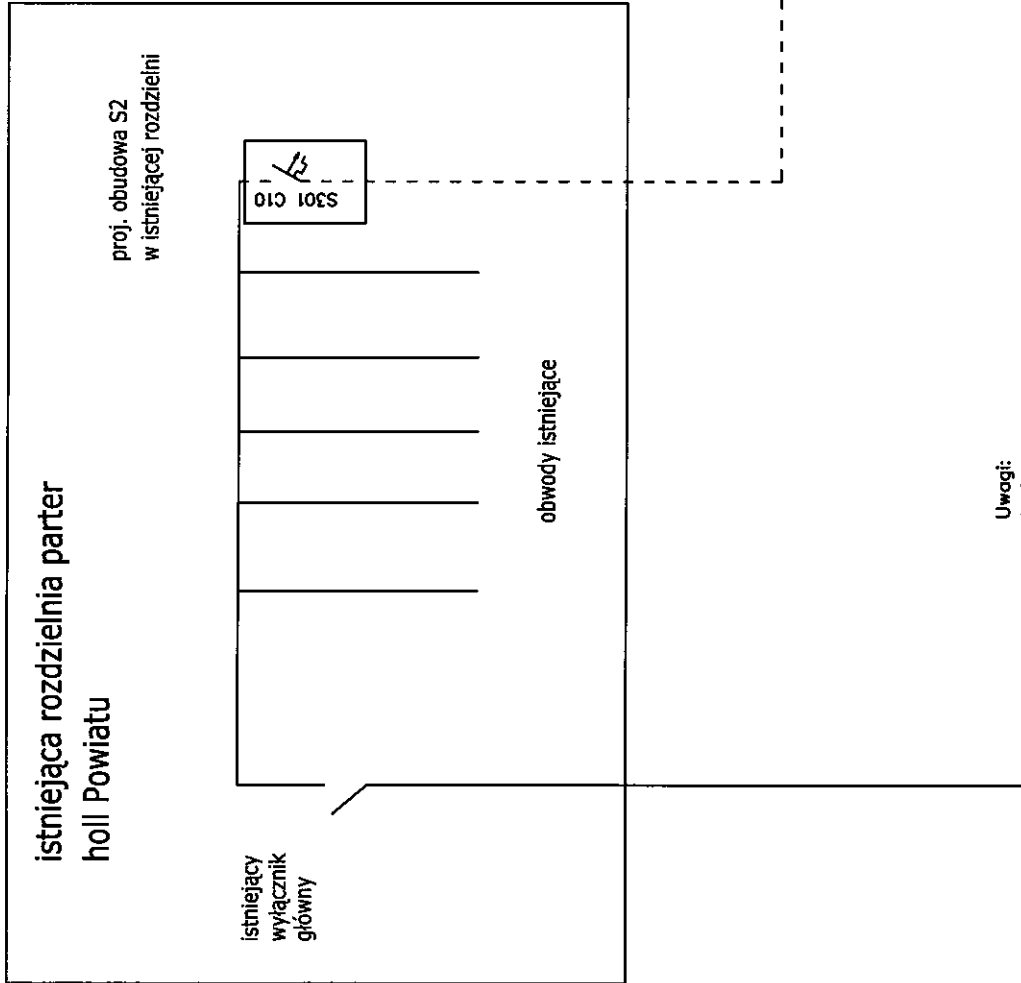 istniejąca rozdzielnia parter
holl Powiatu
proj. obudowa S2
w istniejącej rozdzielni
S301 C10
istniejący
wyłącznik
główny
obwody istniejące
Uwagi: